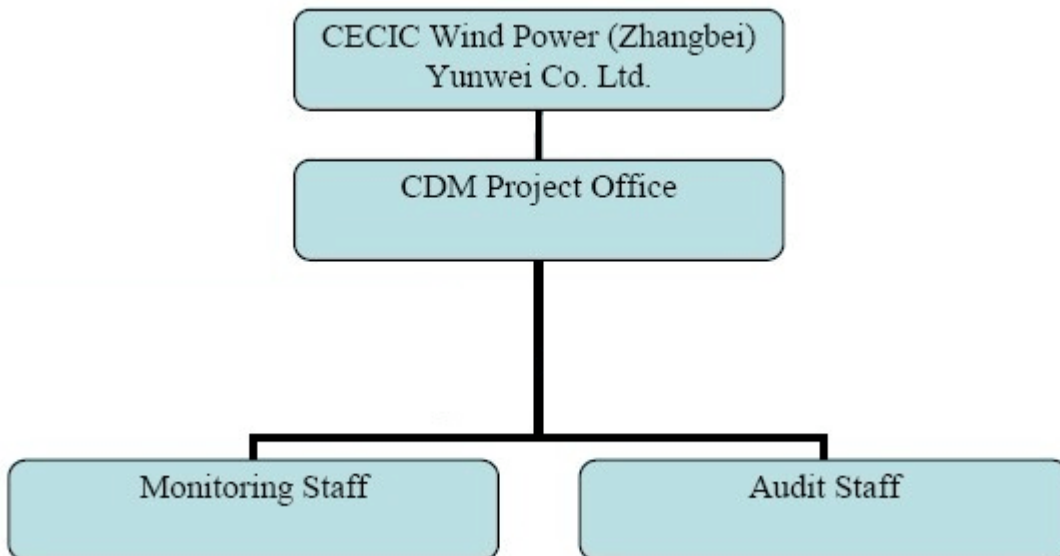 CECIC Wind Power (Zhangbei)
Yunwei Co. Ltd.
CDM Project Office
Monitoring Staff
Audit Staff